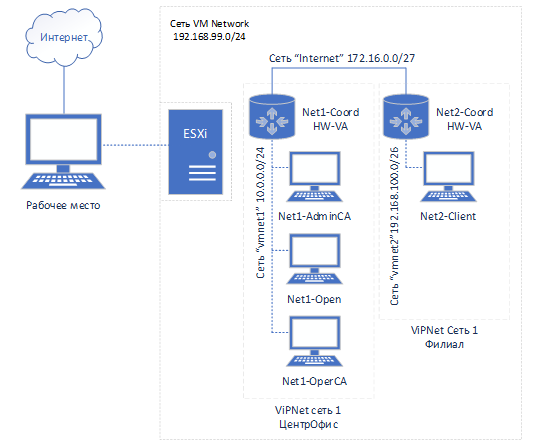 Сеть VM Network
192.168.99.0/24
Интернет
Сеть “Internet” 172.16.0.0/27
ESXi
Net1-Coord
HW-VA
Net2-Coord
HW-VA
Рабочее место
Сеть “vmnet1” 10.0.0.0/24
Net1-AdminCA
Net1-Open
Net1-OperCA
Сеть “vmnet2”192.168.100.0/26
Net2-Client
ViPNet Сеть 1
Филиал
ViPNet сеть 1
ЦентрОфис